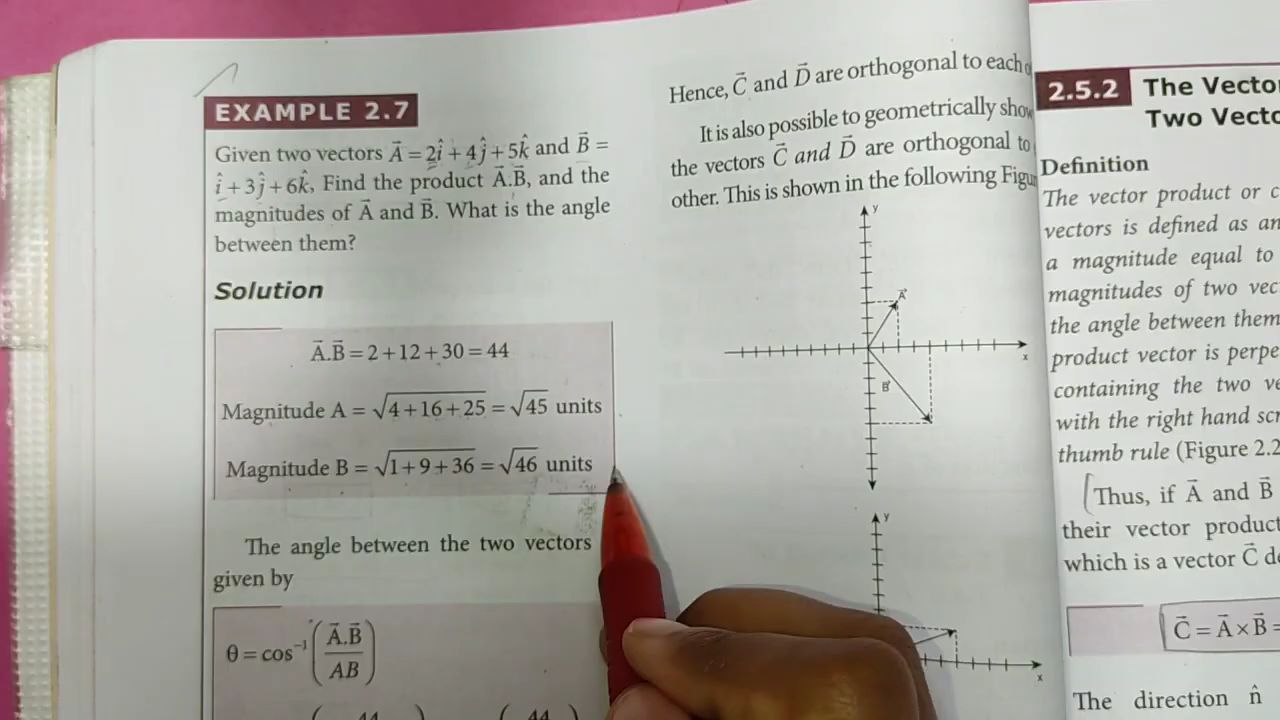 EXAMPLE 2.7
Given two vectors A⃗ = 2î + 4ĵ + 5k̂ and B⃗ =
î + 3ĵ + 6k̂, Find the product A⃗.B⃗, and the
magnitudes of A⃗ and B⃗. What is the angle
between them?
Solution
A⃗.B⃗ = 2 + 12 + 30 = 44
Magnitude A = √(4 + 16 + 25) = √45 units
Magnitude B = √(1 + 9 + 36) = √46 units
The angle between the two vectors
given by
θ = cos⁻¹(A⃗.B⃗ / AB)
44 44
Hence, C⃗ and D⃗ are orthogonal to each
It is also possible to geometrically show
the vectors C⃗ and D⃗ are orthogonal to
other. This is shown in the following Figu
y
A⃗
x
B⃗
y
x
2.5.2 The Vector
Two Vecto
Definition
The vector product or c
vectors is defined as an
a magnitude equal to
magnitudes of two vec
the angle between them
product vector is perpe
containing the two ve
with the right hand scr
thumb rule (Figure 2.2
Thus, if A⃗ and B⃗
their vector product
which is a vector C⃗ de
C⃗ = A⃗ × B⃗ =
The direction n̂